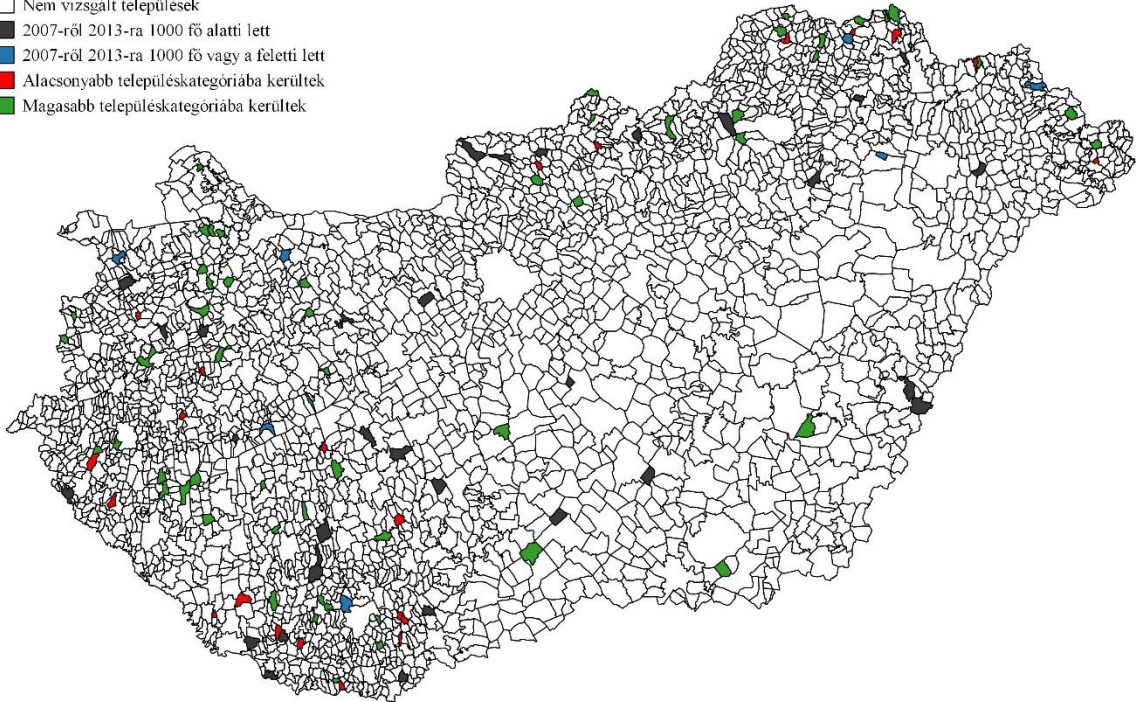 Nem vizsgált települések
2007-ről 2013-ra 1000 fő alatti lett
2007-ről 2013-ra 1000 fő vagy a feletti lett
Alacsonyabb településkategóriába kerültek
Magasabb településkategóriába kerültek